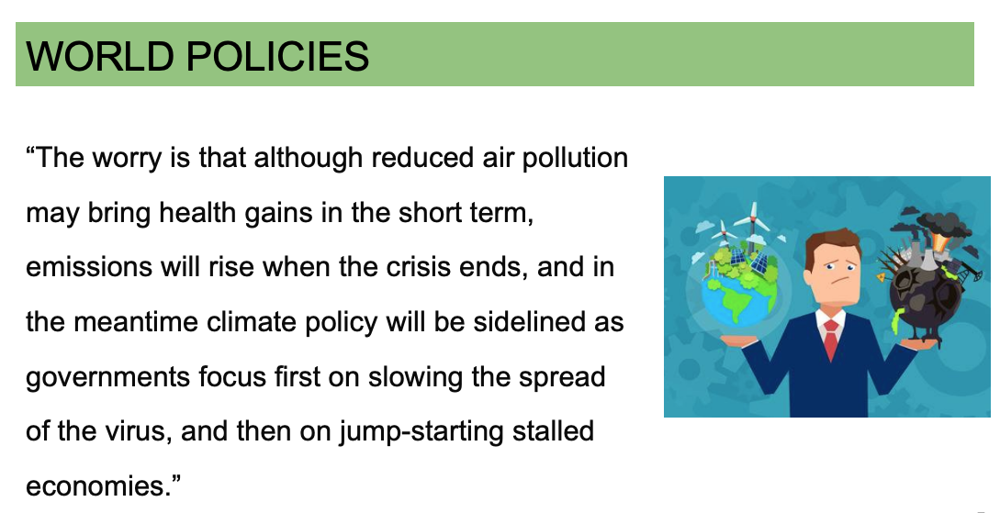 WORLD POLICIES
“The worry is that although reduced air pollution
may bring health gains in the short term,
emissions will rise when the crisis ends, and in
the meantime climate policy will be sidelined as
governments focus first on slowing the spread
of the virus, and then on jump-starting stalled
economies.”